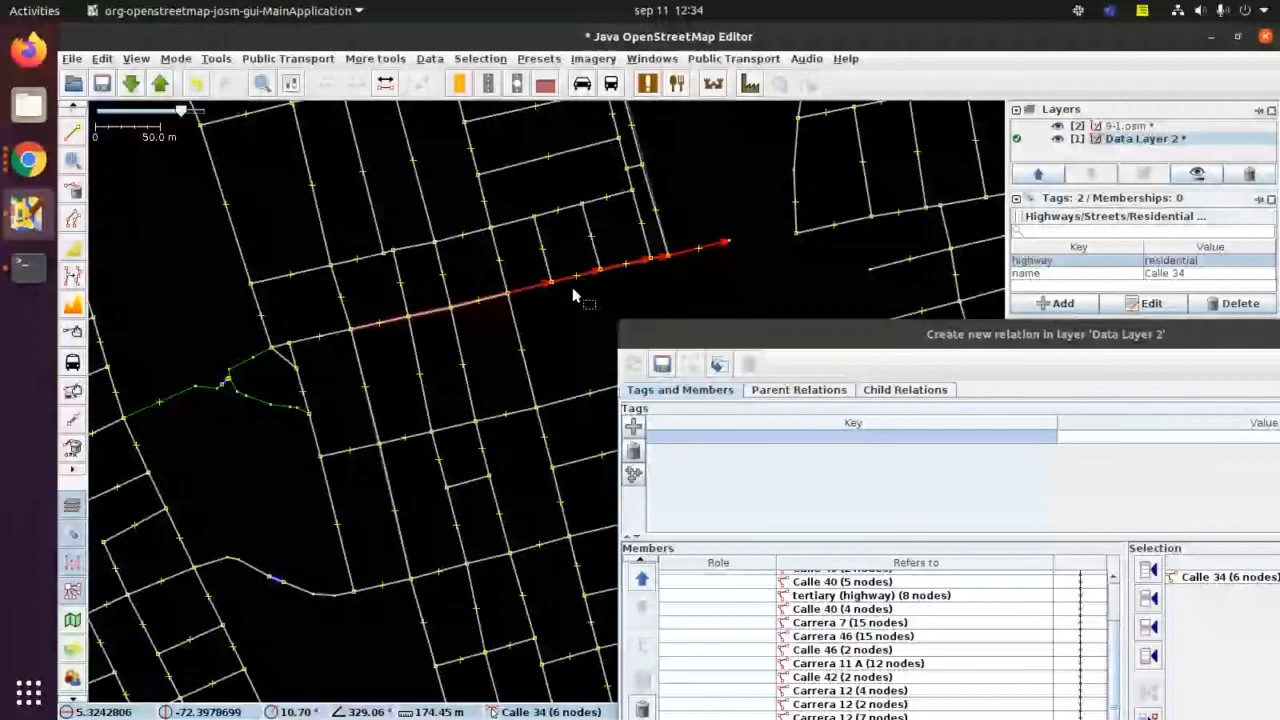 Activities
org-openstreetmap-josm-gui-MainApplication
sep 11 12:34
* Java OpenStreetMap Editor
File Edit View Mode Tools Public Transport More tools Data Selection Presets Imagery Windows Public Transport Audio Help
0 50.0 m
Layers
[2] 9-1.osm *
[1] Data Layer 2 *
Tags: 2 / Memberships: 0
Highways/Streets/Residential ...
Key Value
highway residential
name Calle 34
Add Edit Delete
Create new relation in layer 'Data Layer 2'
Tags and Members Parent Relations Child Relations
Tags
Key Value
Members Selection
Role Refers to
Calle 34 (6 nodes)
Calle 40 (5 nodes)
tertiary (highway) (8 nodes)
Calle 40 (4 nodes)
Carrera 7 (15 nodes)
Carrera 46 (15 nodes)
Calle 46 (2 nodes)
Carrera 11 A (12 nodes)
Calle 42 (2 nodes)
Carrera 12 (4 nodes)
Carrera 12 (7 nodes)
5.3242806 -72.3978699 10.70 ° 329.06 ° 174.45 m Calle 34 (6 nodes)